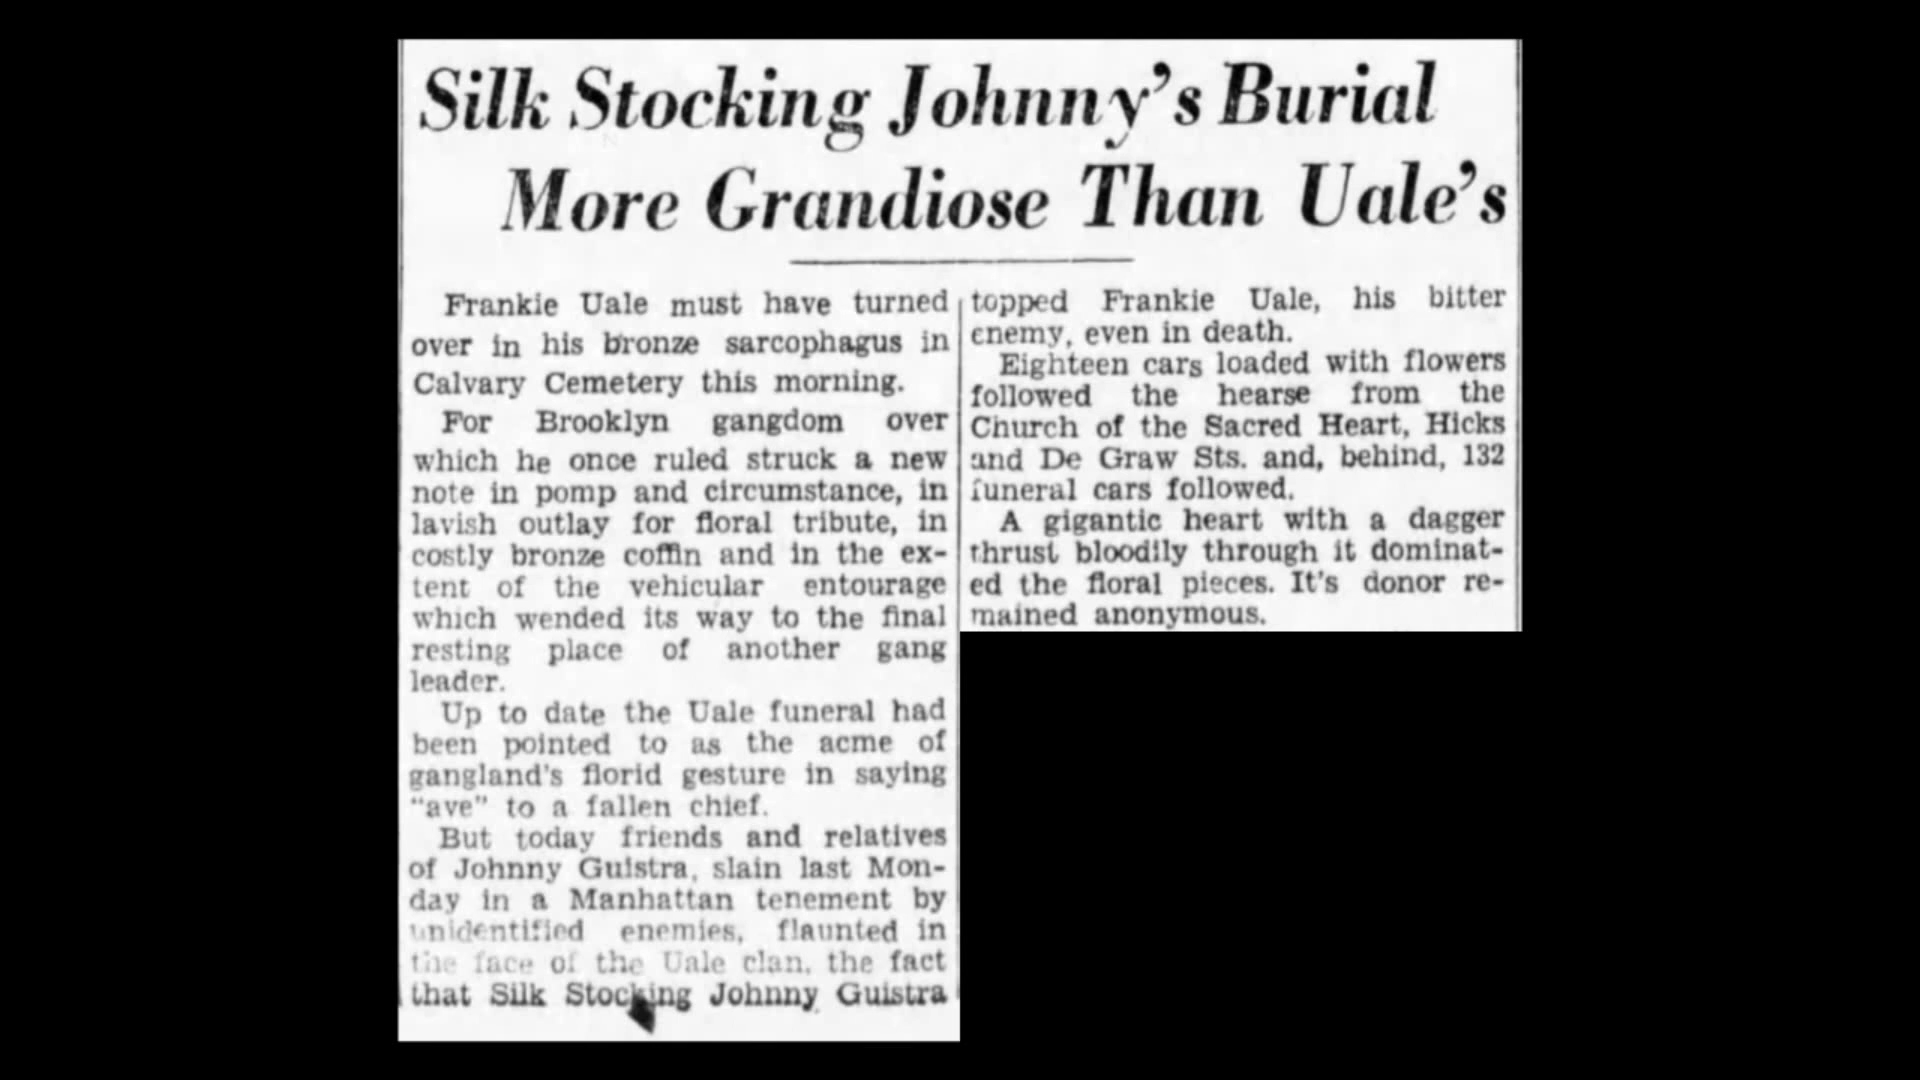 Silk Stocking Johnny's Burial
More Grandiose Than Uale's
Frankie Uale must have turned
over in his bronze sarcophagus in
Calvary Cemetery this morning.
For Brooklyn gangdom over
which he once ruled struck a new
note in pomp and circumstance, in
lavish outlay for floral tribute, in
costly bronze coffin and in the ex-
tent of the vehicular entourage
which wended its way to the final
resting place of another gang
leader.
Up to date the Uale funeral had
been pointed to as the acme of
gangland's florid gesture in saying
"ave" to a fallen chief.
But today friends and relatives
of Johnny Guistra, slain last Mon-
day in a Manhattan tenement by
unidentified enemies, flaunted in
the face of the Uale clan, the fact
that Silk Stocking Johnny Guistra
topped Frankie Uale, his bitter
enemy, even in death.
Eighteen cars loaded with flowers
followed the hearse from the
Church of the Sacred Heart, Hicks
and De Graw Sts. and, behind, 132
funeral cars followed.
A gigantic heart with a dagger
thrust bloodily through it dominat-
ed the floral pieces. It's donor re-
mained anonymous.